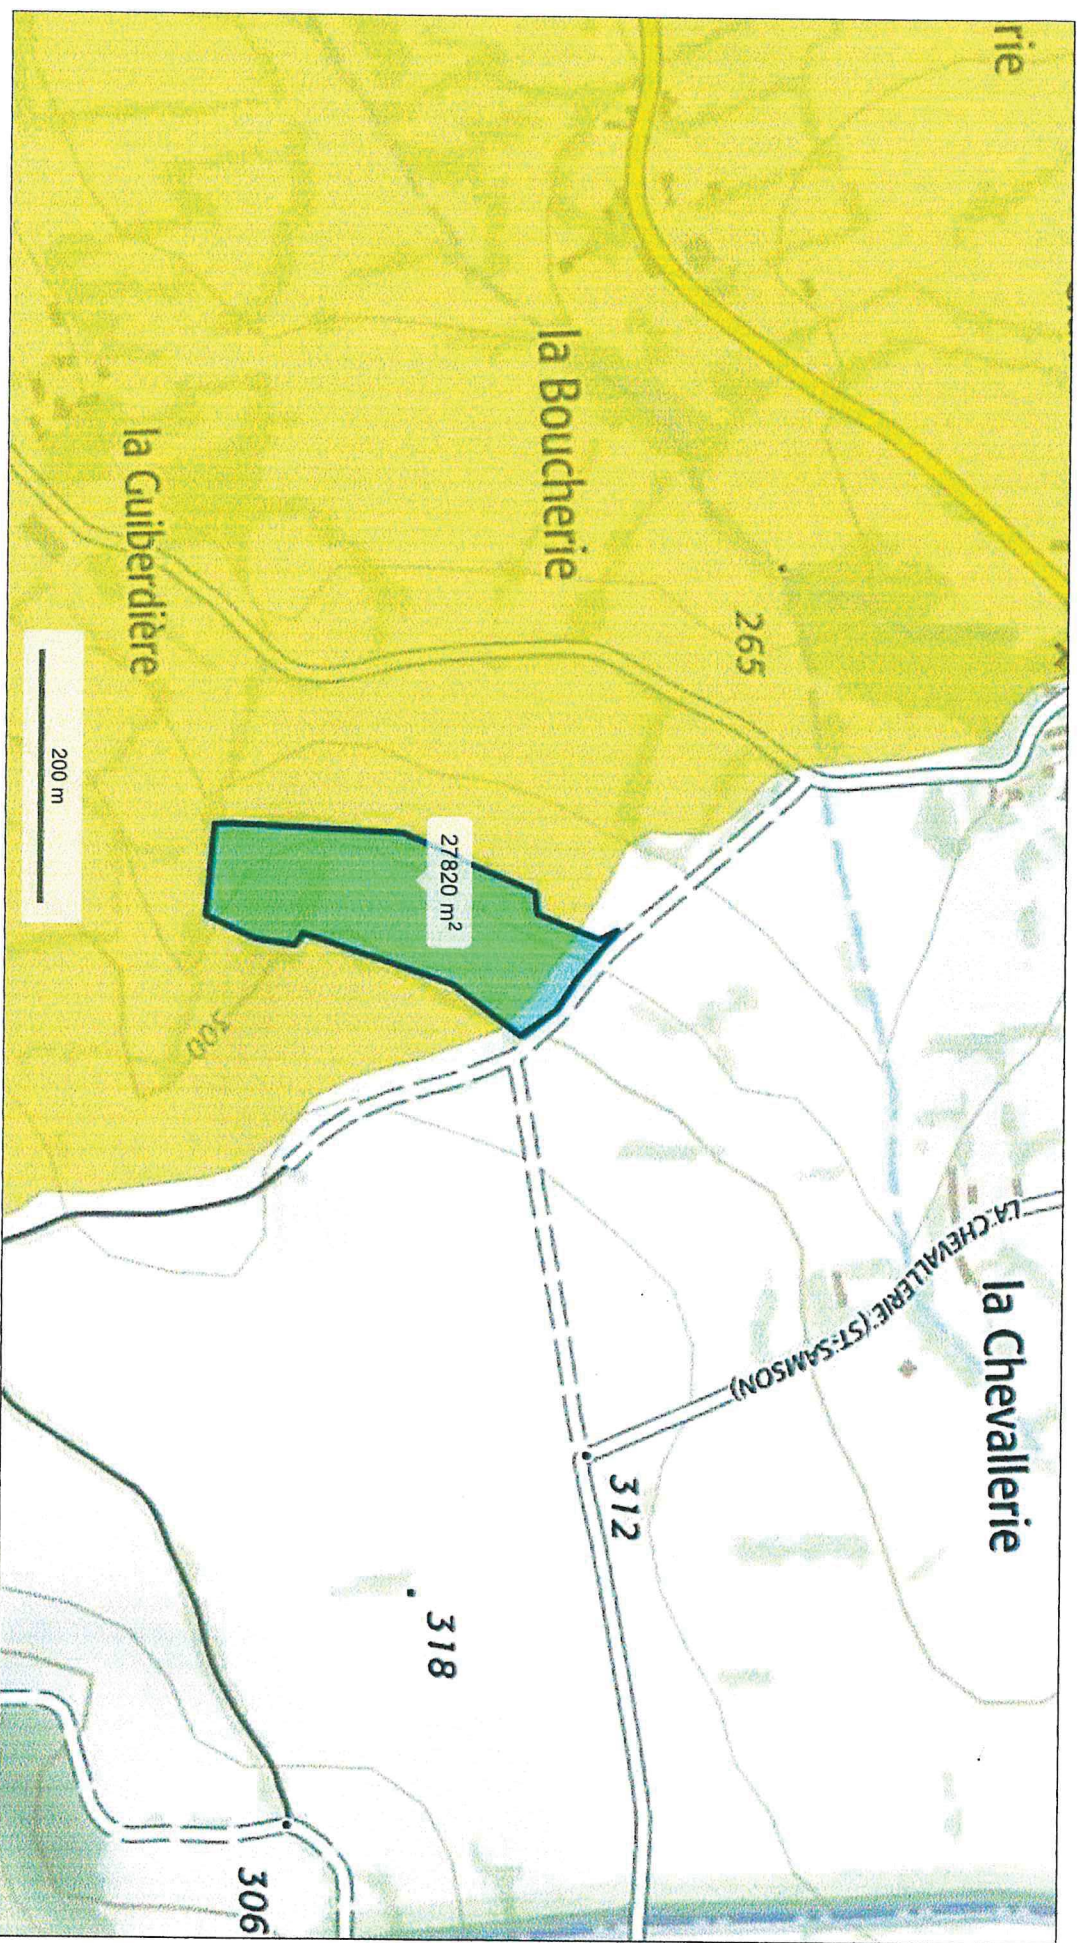 rie
la Boucherie
265
la Guiberdière
200 m
27820 m²
300
LA CHEVALLERIE (ST-SAMSON)
la Chevallerie
312
318
306